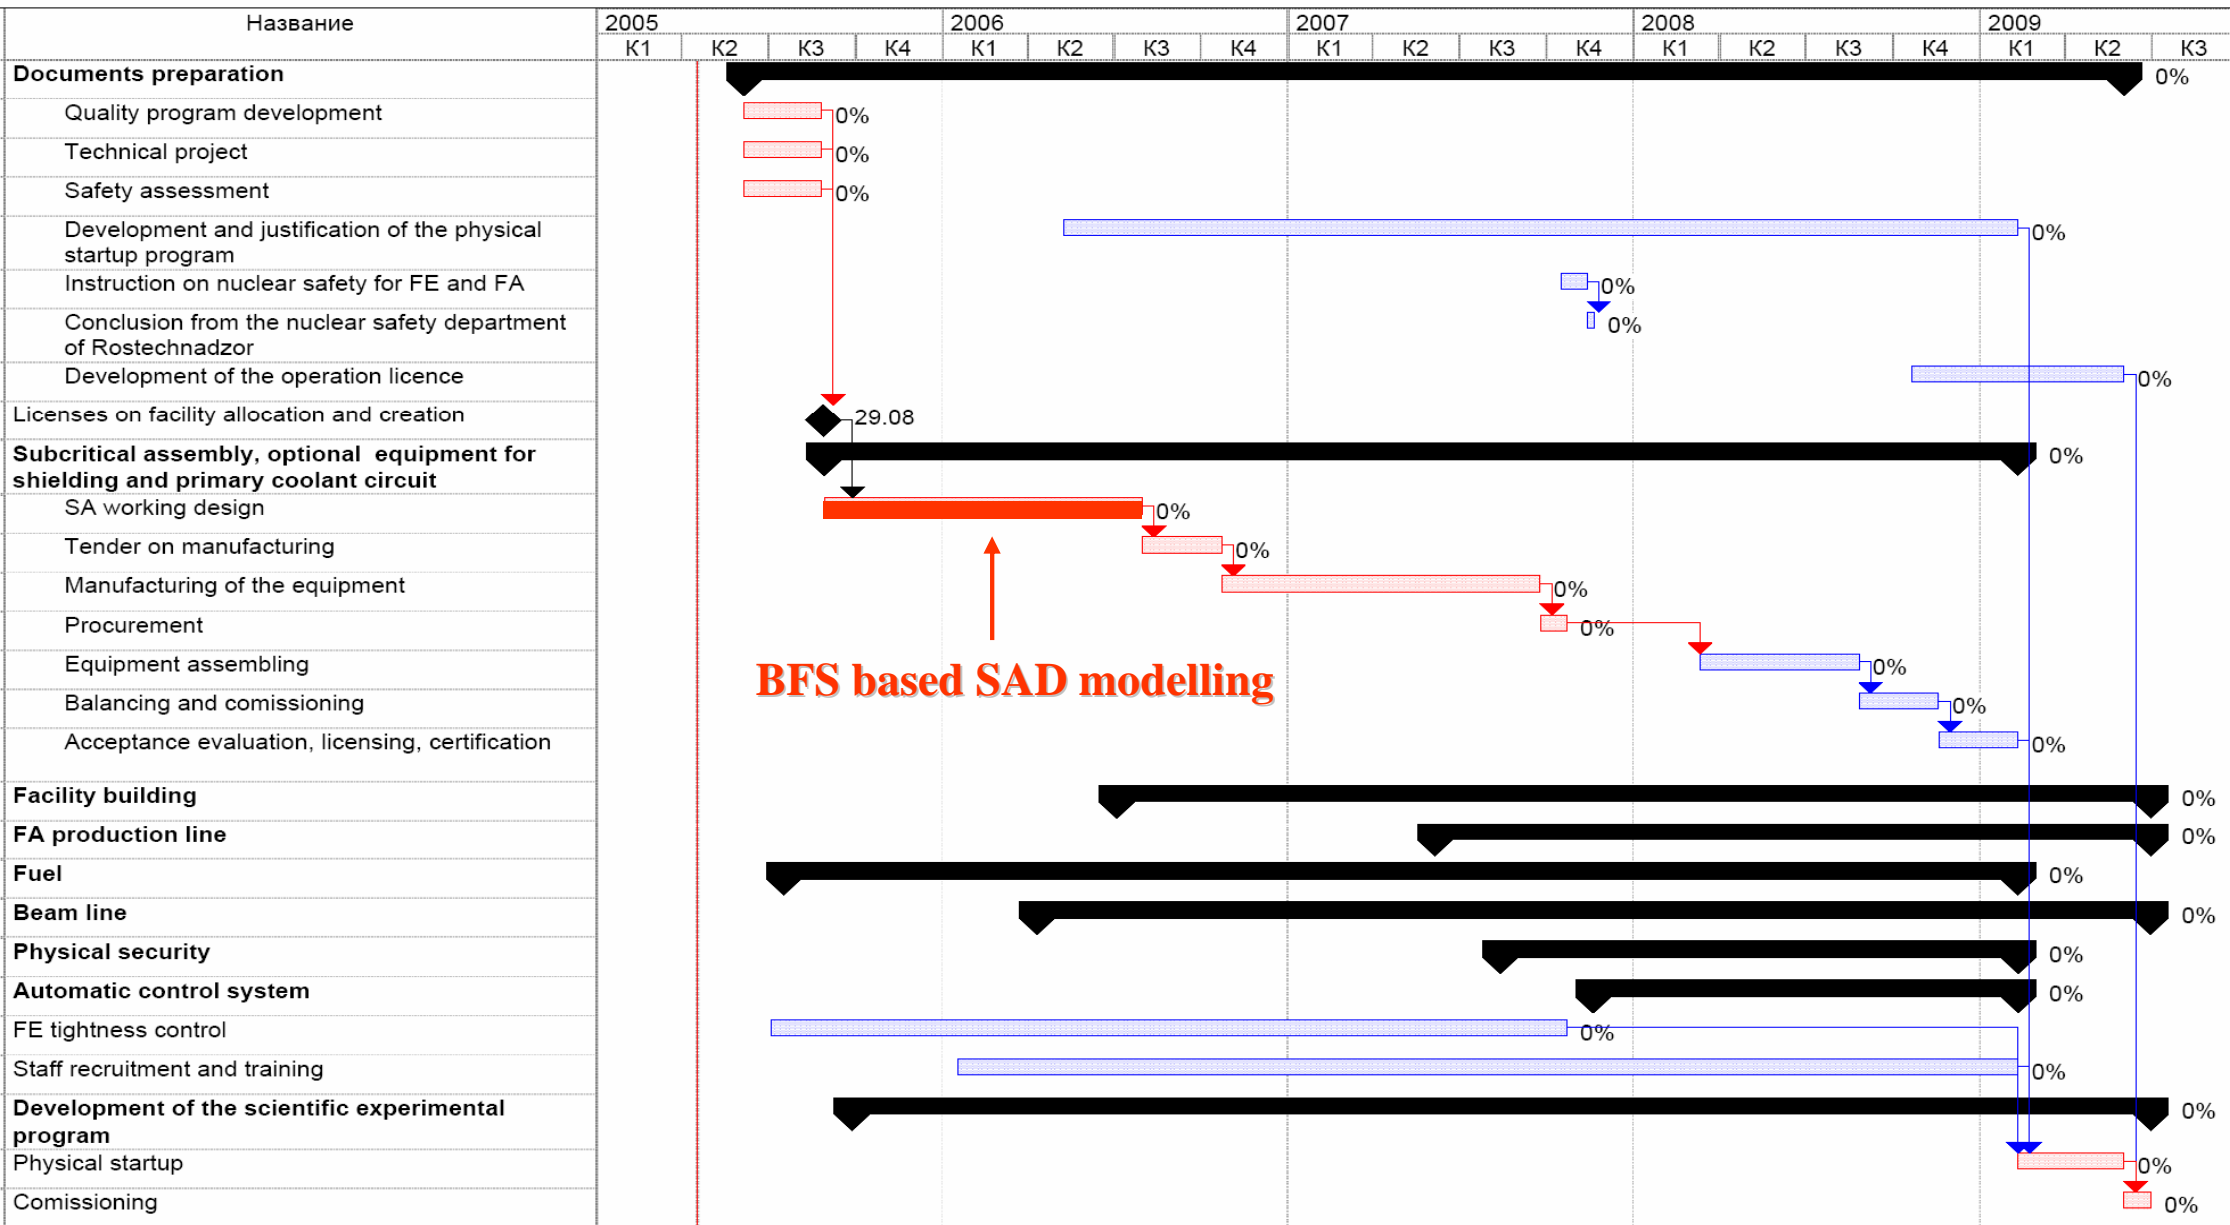 Название
2005 2006 2007 2008 2009
К1 К2 К3 К4 К1 К2 К3 К4 К1 К2 К3 К4 К1 К2 К3 К4 К1 К2 К3
Documents preparation 0%
Quality program development 0%
Technical project 0%
Safety assessment 0%
Development and justification of the physical 0%
startup program
Instruction on nuclear safety for FE and FA 0%
Conclusion from the nuclear safety department 0%
of Rostechnadzor
Development of the operation licence 0%
Licenses on facility allocation and creation 29.08
Subcritical assembly, optional equipment for 0%
shielding and primary coolant circuit
SA working design 0%
Tender on manufacturing 0%
Manufacturing of the equipment 0%
Procurement 0%
Equipment assembling 0%
BFS based SAD modelling
Balancing and comissioning 0%
Acceptance evaluation, licensing, certification 0%
Facility building 0%
FA production line 0%
Fuel 0%
Beam line 0%
Physical security 0%
Automatic control system 0%
FE tightness control 0%
Staff recruitment and training 0%
Development of the scientific experimental 0%
program
Physical startup 0%
Comissioning 0%